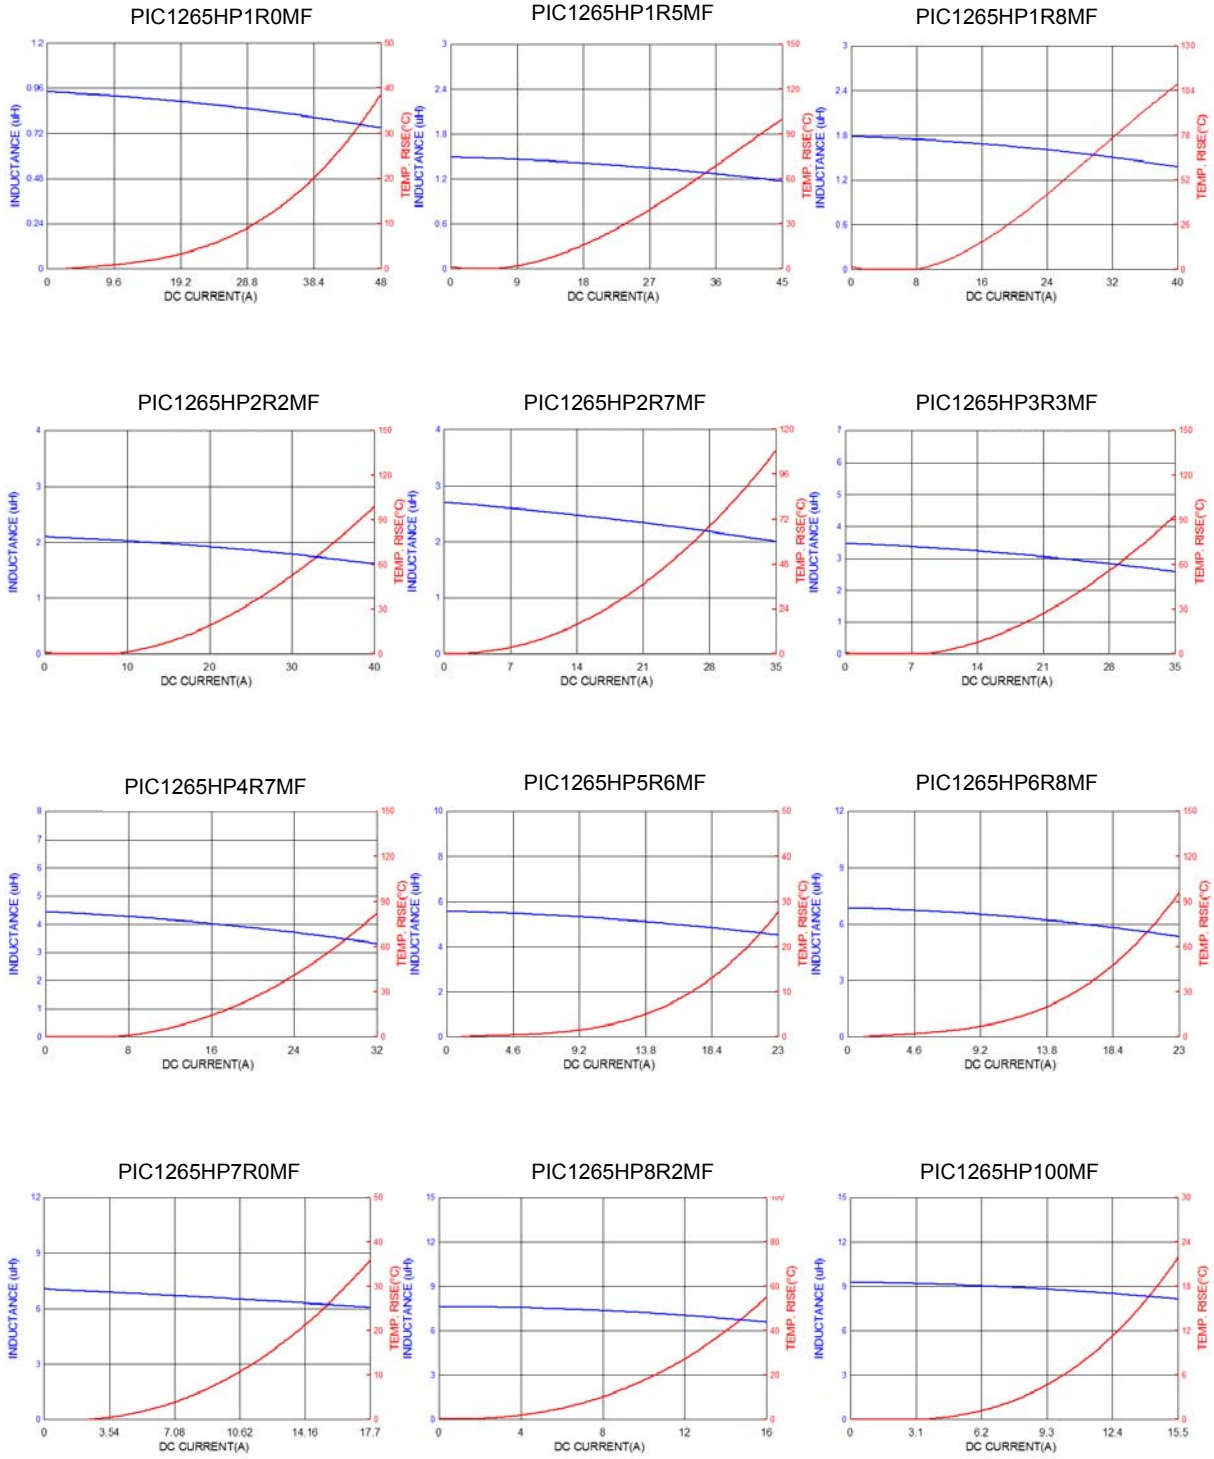 PIC1265HP1R0MF
1.2
0.96
0.72
0.48
0.24
0
INDUCTANCE (uH)
50
40
30
20
10
0
TEMP. RISE(°C)
0 9.6 19.2 28.8 38.4 48
DC CURRENT(A)
PIC1265HP1R5MF
3
2.4
1.8
1.2
0.6
0
INDUCTANCE (uH)
150
120
90
60
30
0
TEMP. RISE(°C)
0 9 18 27 36 45
DC CURRENT(A)
PIC1265HP1R8MF
3
2.4
1.8
1.2
0.6
0
INDUCTANCE (uH)
130
104
78
52
26
0
TEMP. RISE(°C)
0 8 16 24 32 40
DC CURRENT(A)
PIC1265HP2R2MF
4
3
2
1
0
INDUCTANCE (uH)
150
120
90
60
30
0
TEMP. RISE(°C)
0 10 20 30 40
DC CURRENT(A)
PIC1265HP2R7MF
4
3
2
1
0
INDUCTANCE (uH)
120
96
72
48
24
0
TEMP. RISE(°C)
0 7 14 21 28 35
DC CURRENT(A)
PIC1265HP3R3MF
7
6
5
4
3
2
1
0
INDUCTANCE (uH)
150
120
90
60
30
0
TEMP. RISE(°C)
0 7 14 21 28 35
DC CURRENT(A)
PIC1265HP4R7MF
8
7
6
5
4
3
2
1
0
INDUCTANCE (uH)
150
120
90
60
30
0
TEMP. RISE(°C)
0 8 16 24 32
DC CURRENT(A)
PIC1265HP5R6MF
10
8
6
4
2
0
INDUCTANCE (uH)
50
40
30
20
10
0
TEMP. RISE(°C)
0 4.6 9.2 13.8 18.4 23
DC CURRENT(A)
PIC1265HP6R8MF
12
9
6
3
0
INDUCTANCE (uH)
150
120
90
60
30
0
TEMP. RISE(°C)
0 4.6 9.2 13.8 18.4 23
DC CURRENT(A)
PIC1265HP7R0MF
12
9
6
3
0
INDUCTANCE (uH)
50
40
30
20
10
0
TEMP. RISE(°C)
0 3.54 7.08 10.62 14.16 17.7
DC CURRENT(A)
PIC1265HP8R2MF
15
12
9
6
3
0
INDUCTANCE (uH)
100
80
60
40
20
0
TEMP. RISE(°C)
0 4 8 12 16
DC CURRENT(A)
PIC1265HP100MF
15
12
9
6
3
0
INDUCTANCE (uH)
30
24
18
12
6
0
TEMP. RISE(°C)
0 3.1 6.2 9.3 12.4 15.5
DC CURRENT(A)